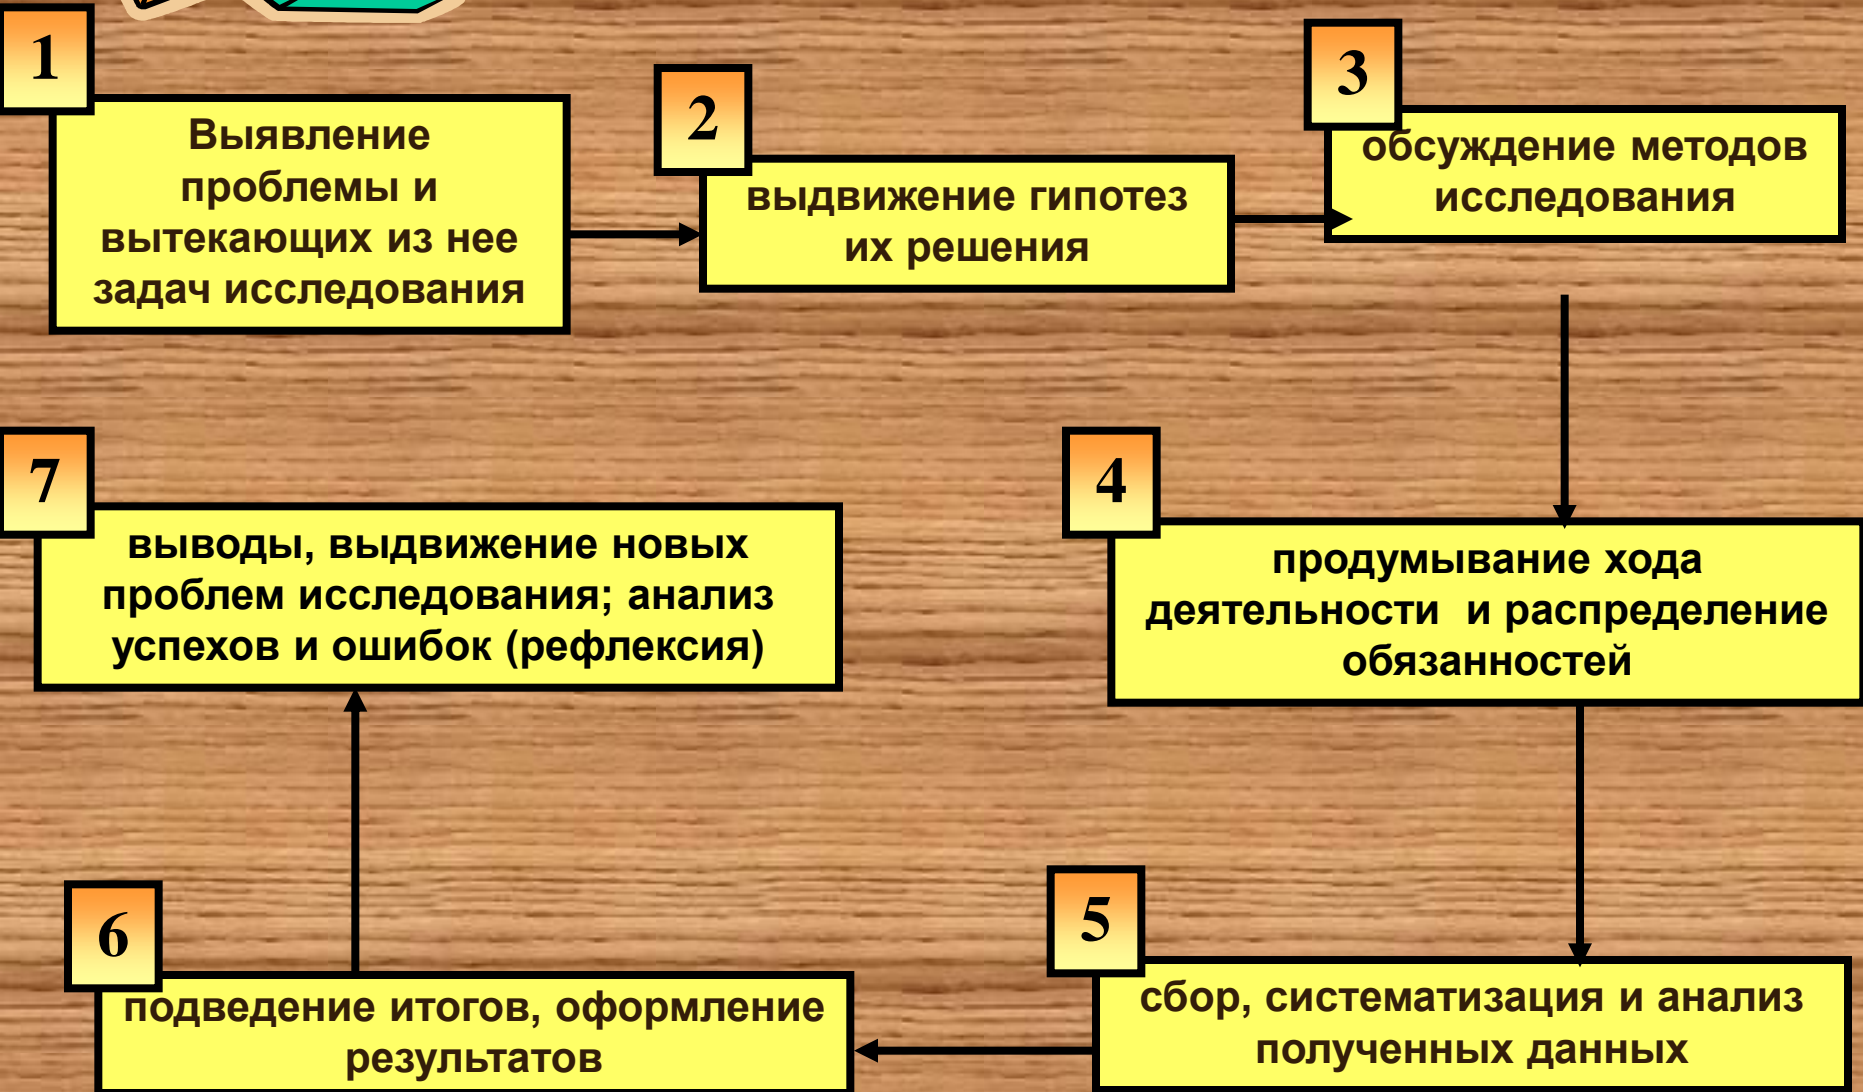 1
Выявление
проблемы и
вытекающих из нее
задач исследования
2
выдвижение гипотез
их решения
3
обсуждение методов
исследования
4
продумывание хода
деятельности и распределение
обязанностей
5
сбор, систематизация и анализ
полученных данных
6
подведение итогов, оформление
результатов
7
выводы, выдвижение новых
проблем исследования; анализ
успехов и ошибок (рефлексия)